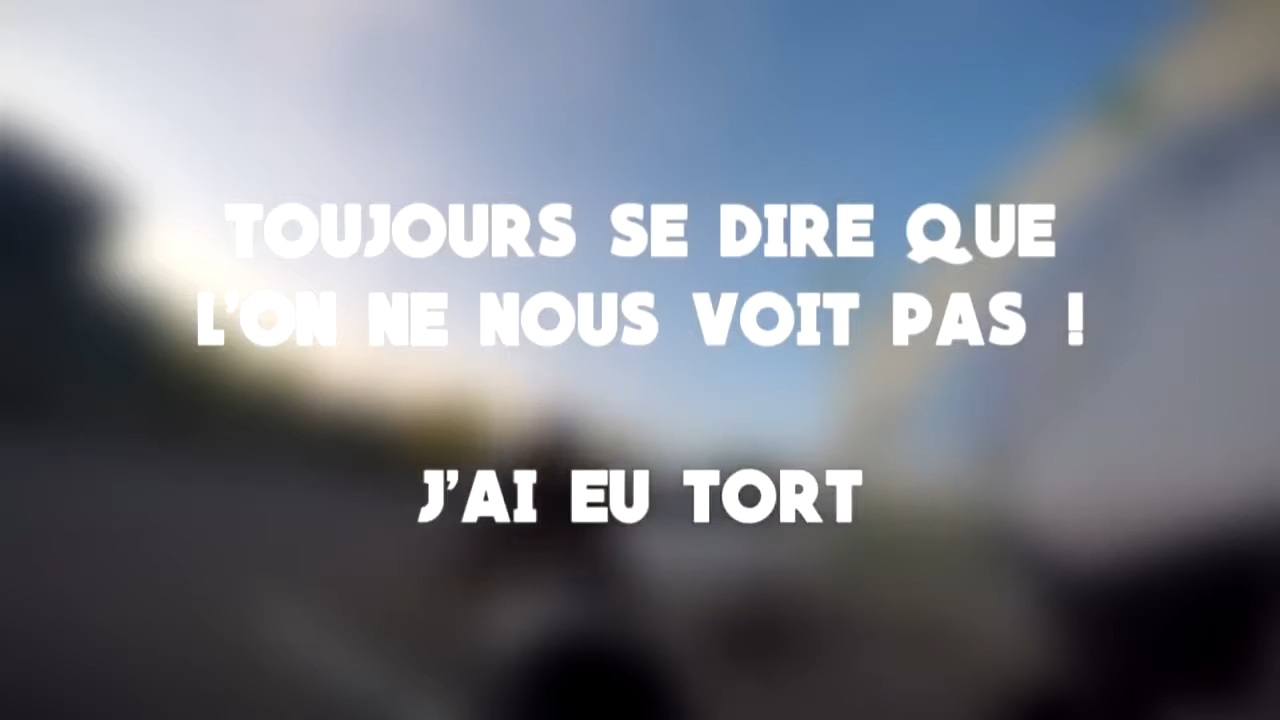 TOUJOURS SE DIRE QUE
L'ON NE NOUS VOIT PAS !
J'AI EU TORT